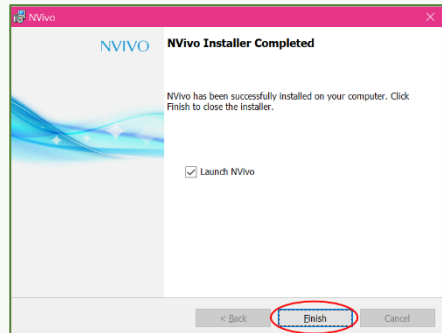 NVivo
NVIVO
NVivo Installer Completed
NVivo has been successfully installed on your computer. Click
Finish to close the installer.
Launch NVivo
< Back
Finish
Cancel